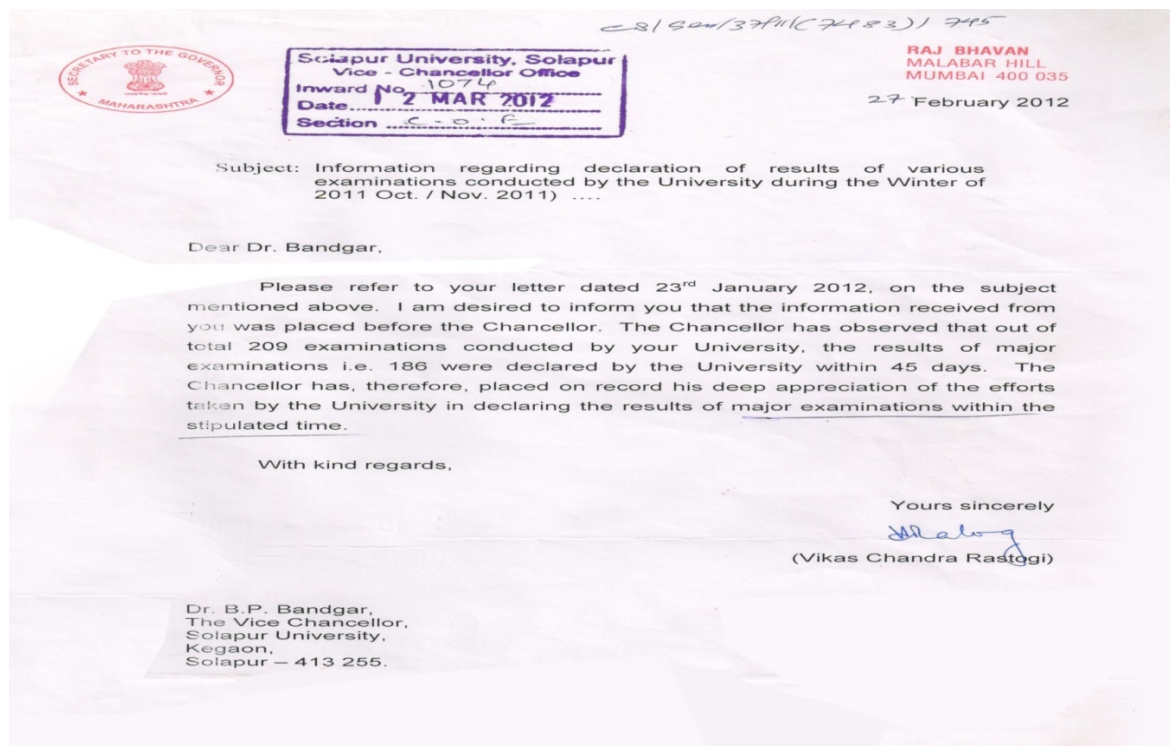 745
SECRETARY TO THE GOVERNOR
MAHARASHTRA
Solapur University, Solapur
Vice - Chancellor Office
Inward No. 1074
Date 12 MAR 2012
Section C.O.E
RAJ BHAVAN
MALABAR HILL
MUMBAI 400 035
27 February 2012
Subject: Information regarding declaration of results of various
examinations conducted by the University during the Winter of
2011 Oct. / Nov. 2011) ....
Dear Dr. Bandgar,
Please refer to your letter dated 23rd January 2012, on the subject
mentioned above. I am desired to inform you that the information received from
you was placed before the Chancellor. The Chancellor has observed that out of
total 209 examinations conducted by your University, the results of major
examinations i.e. 186 were declared by the University within 45 days. The
Chancellor has, therefore, placed on record his deep appreciation of the efforts
taken by the University in declaring the results of major examinations within the
stipulated time.
With kind regards,
Yours sincerely
(Vikas Chandra Rastogi)
Dr. B.P. Bandgar,
The Vice Chancellor,
Solapur University,
Kegaon,
Solapur – 413 255.